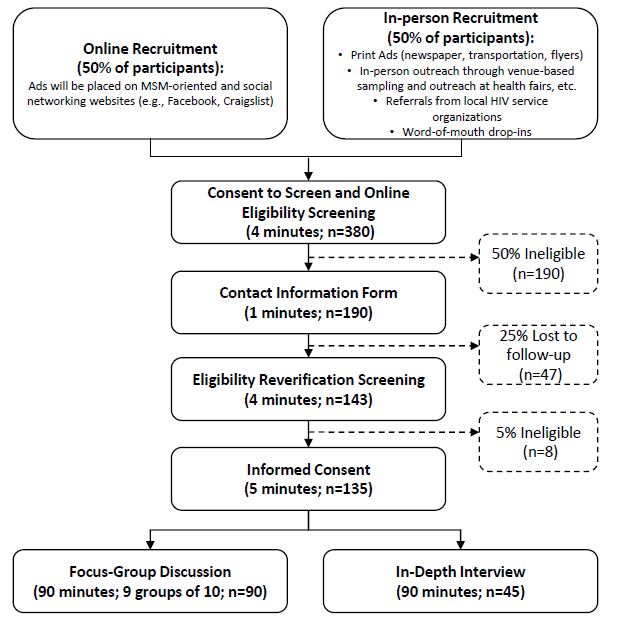 Online Recruitment
(50% of participants):
Ads will be placed on MSM-oriented and social
networking websites (e.g., Facebook, Craigslist)
In-person Recruitment
(50% of participants):
• Print Ads (newspaper, transportation, flyers)
• In-person outreach through venue-based
sampling and outreach at health fairs, etc.
• Referrals from local HIV service
organizations
• Word-of-mouth drop-ins
Consent to Screen and Online
Eligibility Screening
(4 minutes; n=380)
50% Ineligible
(n=190)
Contact Information Form
(1 minutes; n=190)
25% Lost to
follow-up
(n=47)
Eligibility Reverification Screening
(4 minutes; n=143)
5% Ineligible
(n=8)
Informed Consent
(5 minutes; n=135)
Focus-Group Discussion
(90 minutes; 9 groups of 10; n=90)
In-Depth Interview
(90 minutes; n=45)